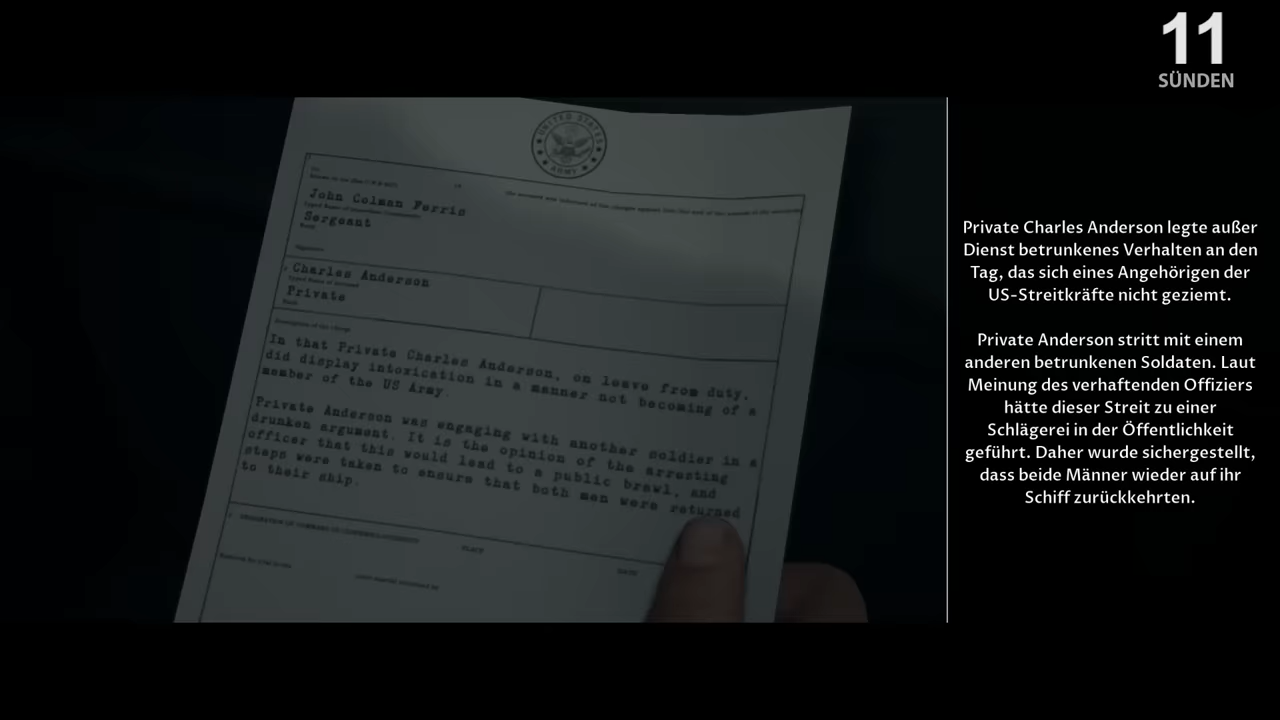 11
SÜNDEN
UNITED STATES
ARMY
John Colman Ferris
Sergeant
Charles Anderson
Private
Description of the charge
In that Private Charles Anderson, on leave from duty,
did display intoxication in a manner not becoming of a
member of the US Army.
Private Anderson was engaging with another soldier in a
drunken argument. It is the opinion of the arresting
officer that this would lead to a public brawl, and
steps were taken to ensure that both men were returned
to their ship.
PLACE
DATE
Private Charles Anderson legte außer
Dienst betrunkenes Verhalten an den
Tag, das sich eines Angehörigen der
US-Streitkräfte nicht geziemt.
Private Anderson stritt mit einem
anderen betrunkenen Soldaten. Laut
Meinung des verhaftenden Offiziers
hätte dieser Streit zu einer
Schlägerei in der Öffentlichkeit
geführt. Daher wurde sichergestellt,
dass beide Männer wieder auf ihr
Schiff zurückkehrten.